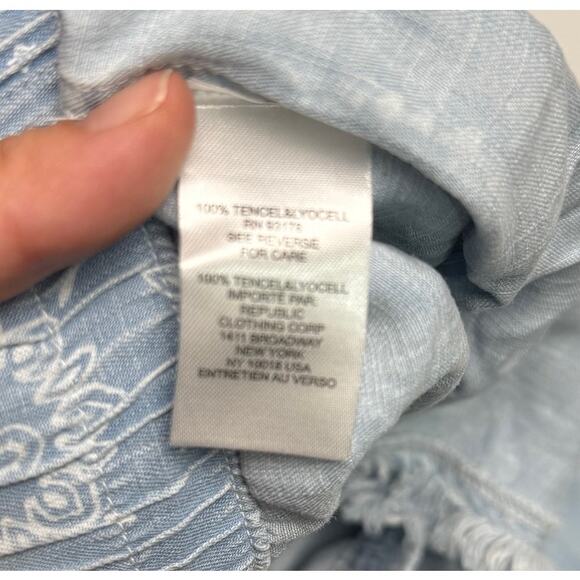 100% TENCEL&LYOCELL
RN 92175
SEE REVERSE
FOR CARE
100% TENCEL&LYOCELL
IMPORTÉ PAR:
REPUBLIC
CLOTHING CORP
1411 BROADWAY
NEW YORK
NY 10018 USA
ENTRETIEN AU VERSO